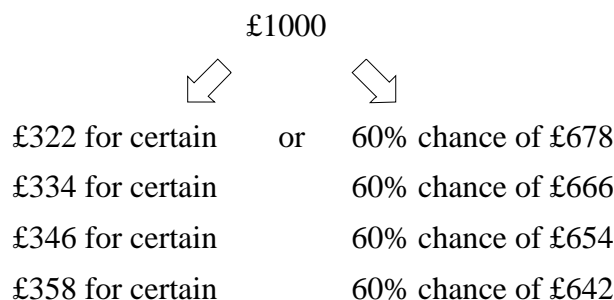 £1000
£322 for certain or 60% chance of £678
£334 for certain 60% chance of £666
£346 for certain 60% chance of £654
£358 for certain 60% chance of £642